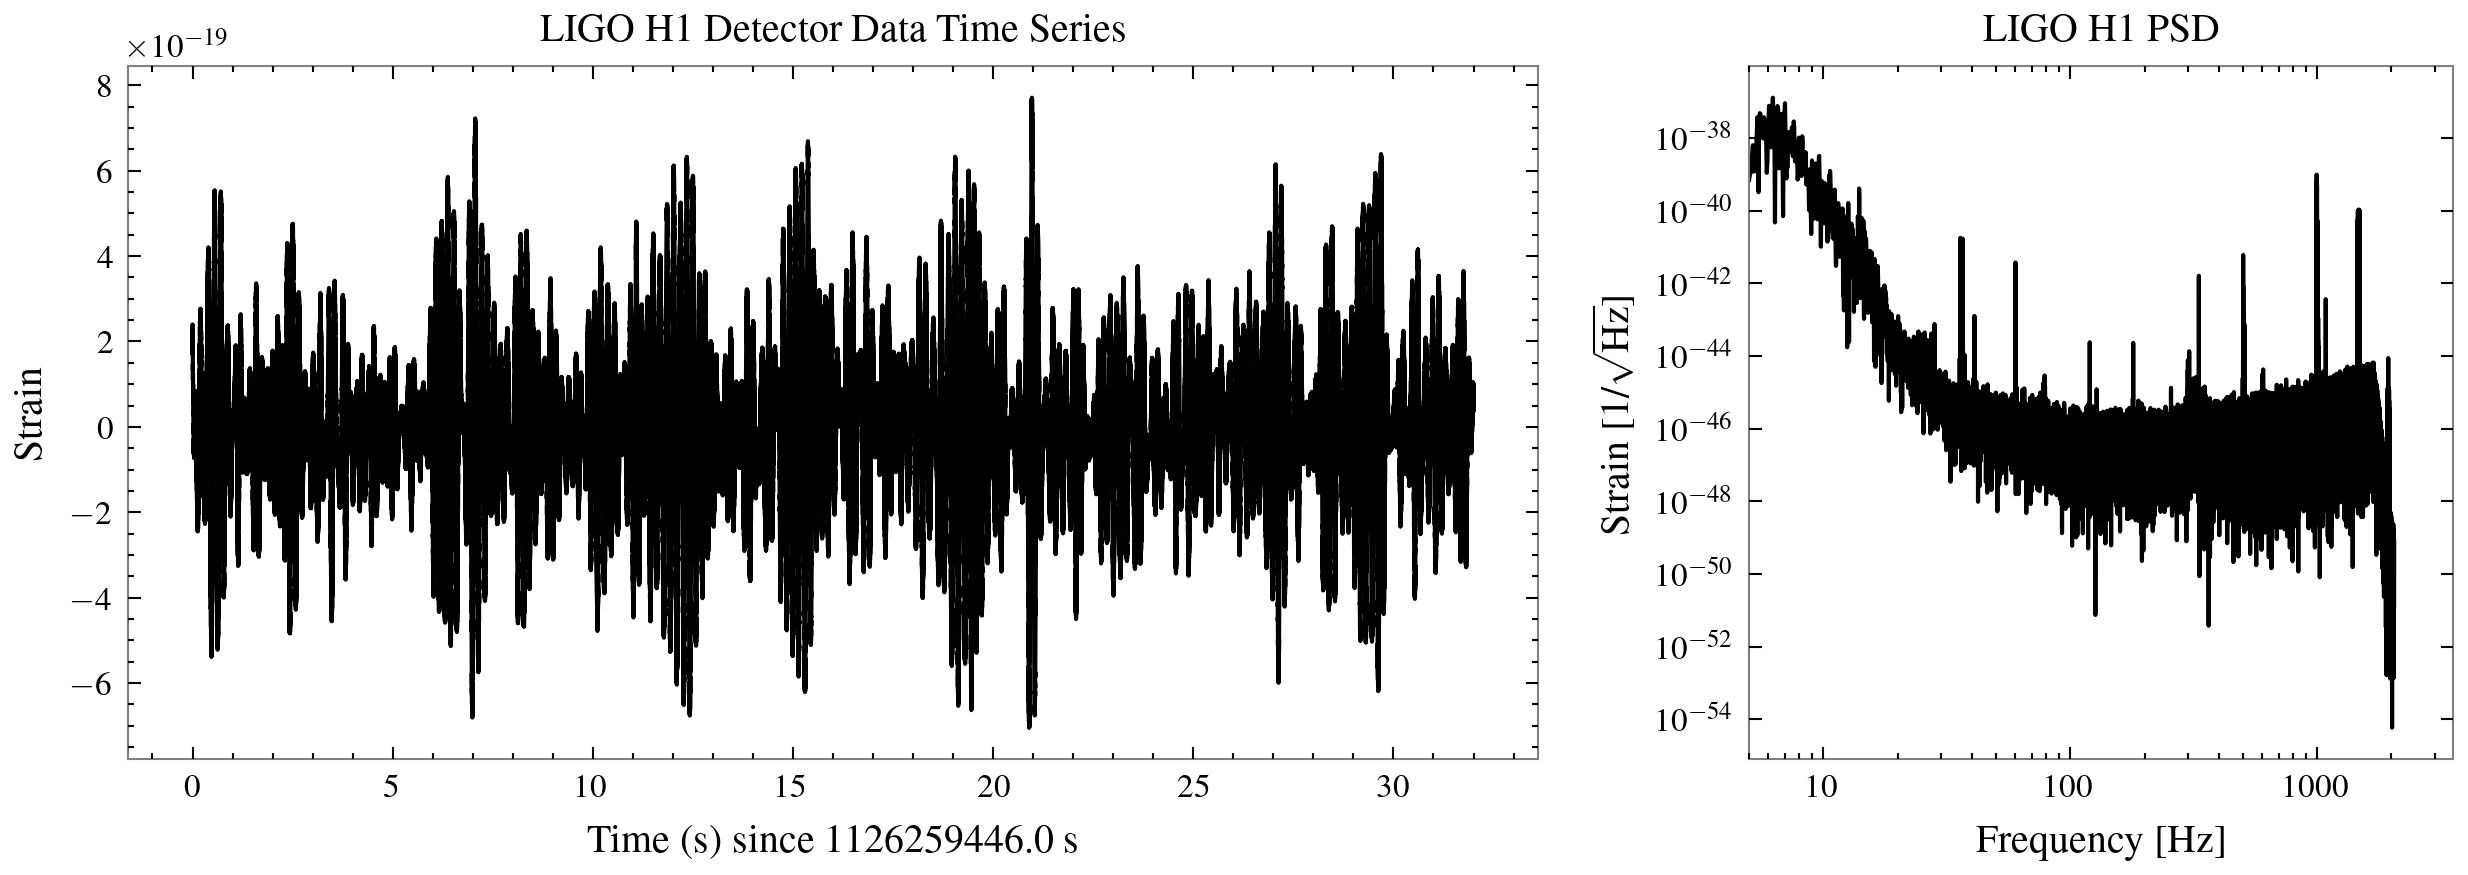 LIGO H1 Detector Data Time Series
×10⁻¹⁹
8
6
4
2
0
−2
−4
−6
Strain
0 5 10 15 20 25 30
Time (s) since 1126259446.0 s
LIGO H1 PSD
10⁻³⁸
10⁻⁴⁰
10⁻⁴²
10⁻⁴⁴
10⁻⁴⁶
10⁻⁴⁸
10⁻⁵⁰
10⁻⁵²
10⁻⁵⁴
Strain [1/√Hz]
10 100 1000
Frequency [Hz]